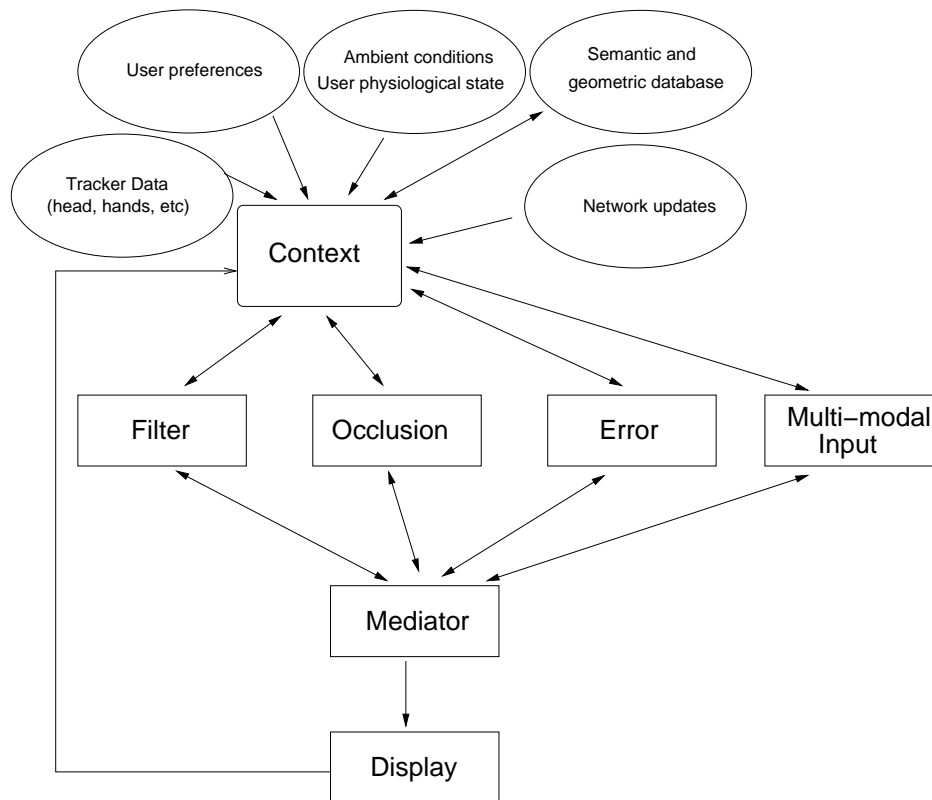 User preferences
Ambient conditions
User physiological state
Semantic and
geometric database
Tracker Data
(head, hands, etc)
Network updates
Context
Filter
Occlusion
Error
Multi−modal
Input
Mediator
Display